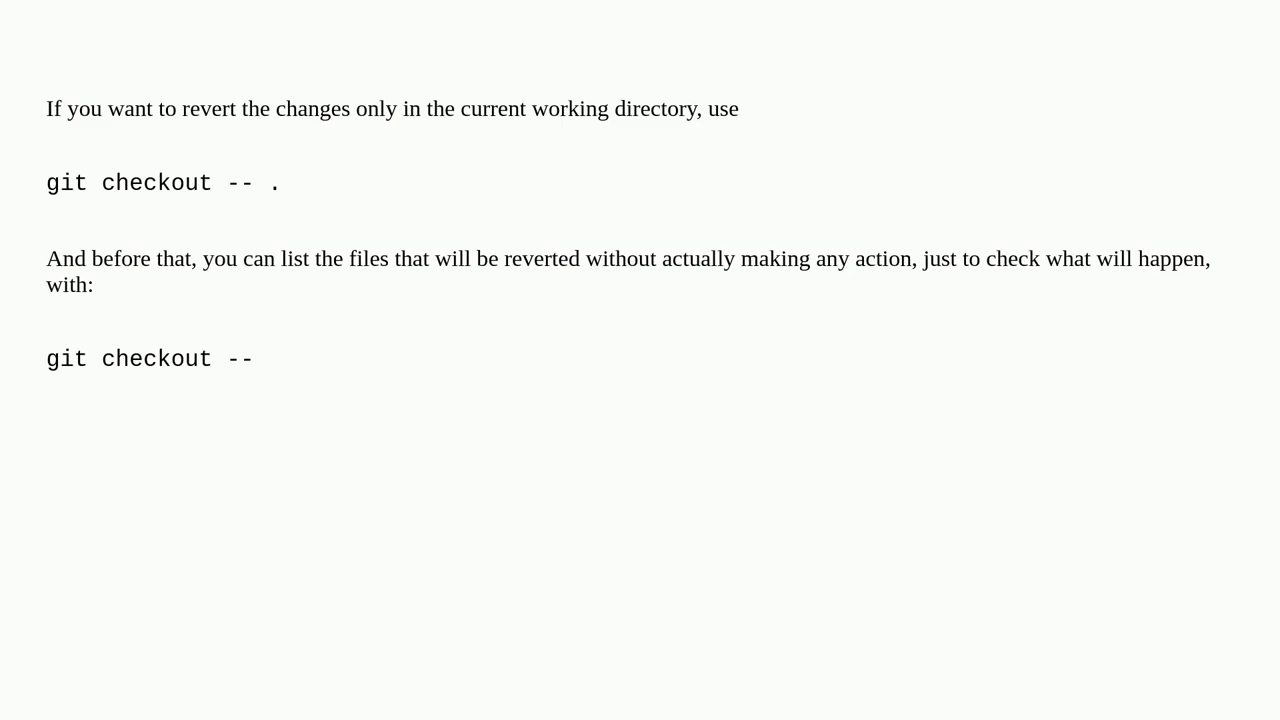 If you want to revert the changes only in the current working directory, use
git checkout -- .
And before that, you can list the files that will be reverted without actually making any action, just to check what will happen,
with:
git checkout --